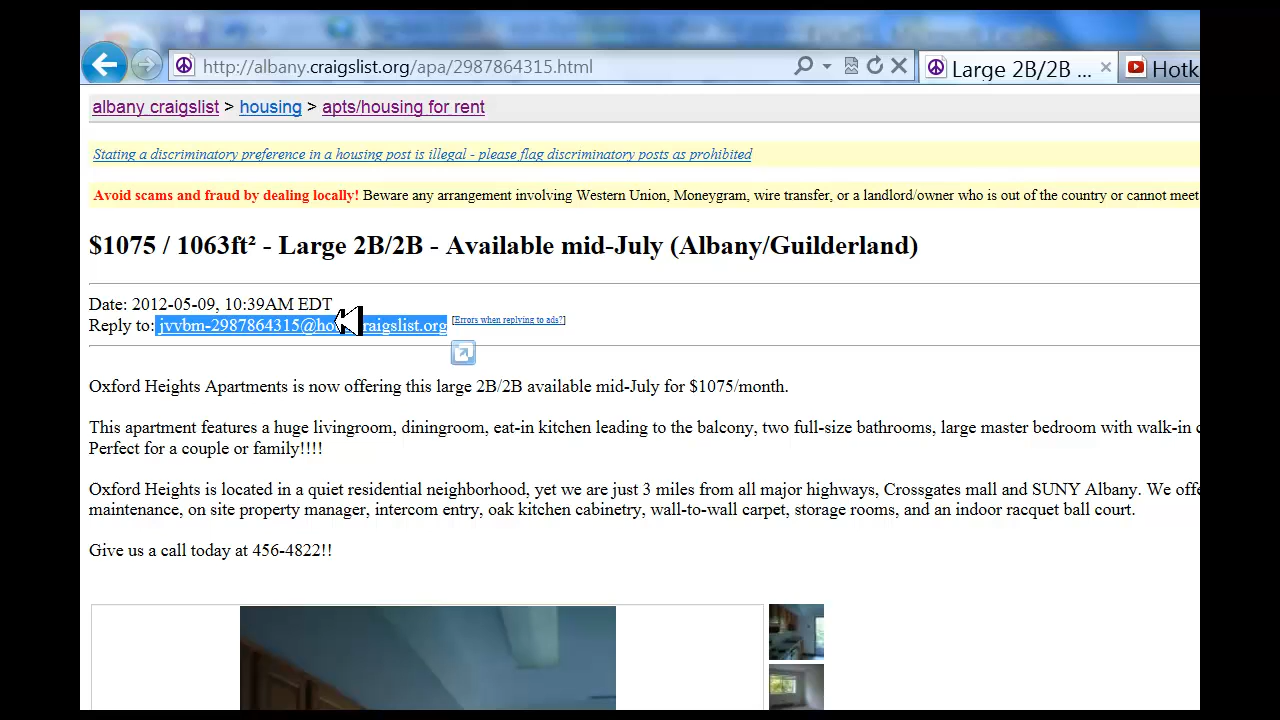 http://albany.craigslist.org/apa/2987864315.html
Large 2B/2B ...
Hotk
albany craigslist > housing > apts/housing for rent
Stating a discriminatory preference in a housing post is illegal - please flag discriminatory posts as prohibited
Avoid scams and fraud by dealing locally! Beware any arrangement involving Western Union, Moneygram, wire transfer, or a landlord/owner who is out of the country or cannot meet
$1075 / 1063ft² - Large 2B/2B - Available mid-July (Albany/Guilderland)
Date: 2012-05-09, 10:39AM EDT
Reply to: jvvbm-2987864315@ho raigslist.org [Errors when replying to ads?]
Oxford Heights Apartments is now offering this large 2B/2B available mid-July for $1075/month.
This apartment features a huge livingroom, diningroom, eat-in kitchen leading to the balcony, two full-size bathrooms, large master bedroom with walk-in c
Perfect for a couple or family!!!!
Oxford Heights is located in a quiet residential neighborhood, yet we are just 3 miles from all major highways, Crossgates mall and SUNY Albany. We offe
maintenance, on site property manager, intercom entry, oak kitchen cabinetry, wall-to-wall carpet, storage rooms, and an indoor racquet ball court.
Give us a call today at 456-4822!!